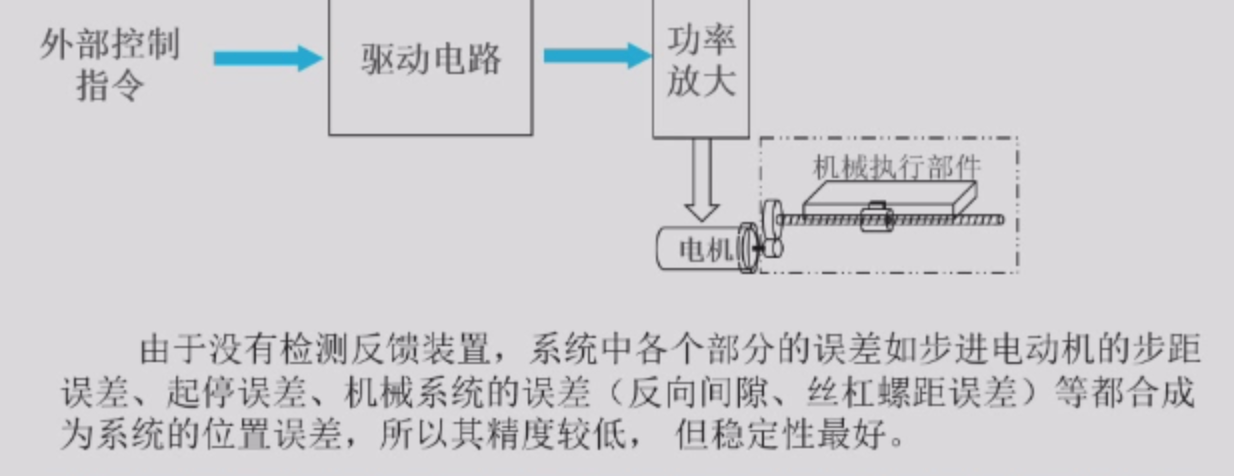 外部控制
指令
驱动电路
功率
放大
机械执行部件
电机
由于没有检测反馈装置，系统中各个部分的误差如步进电动机的步距
误差、起停误差、机械系统的误差（反向间隙、丝杠螺距误差）等都合成
为系统的位置误差，所以其精度较低， 但稳定性最好。